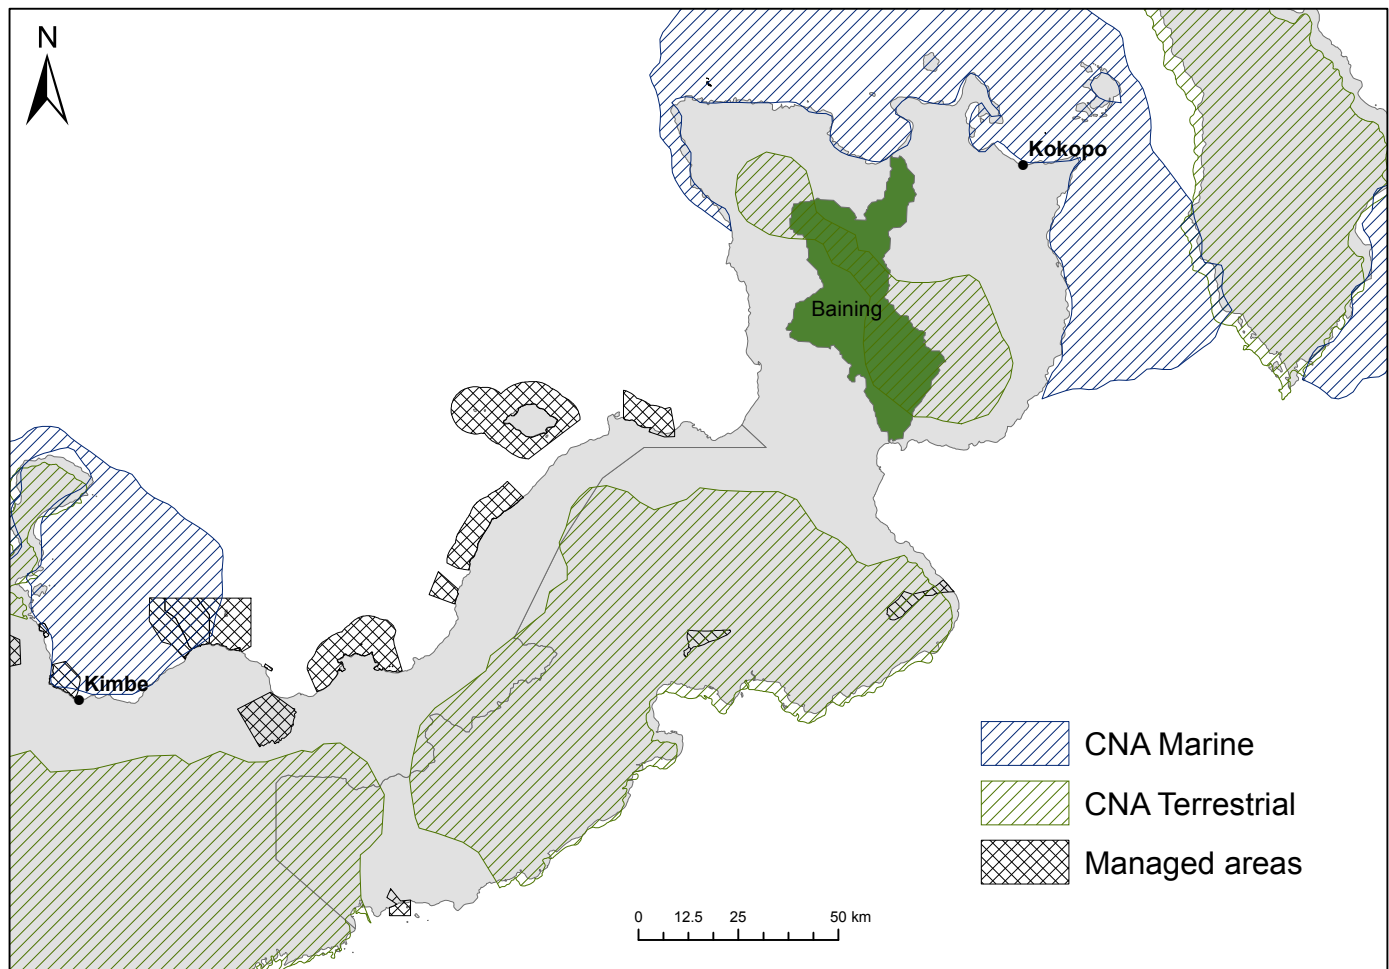 N
Kokopo
Baining
Kimbe
CNA Marine
CNA Terrestrial
Managed areas
0 12.5 25 50 km